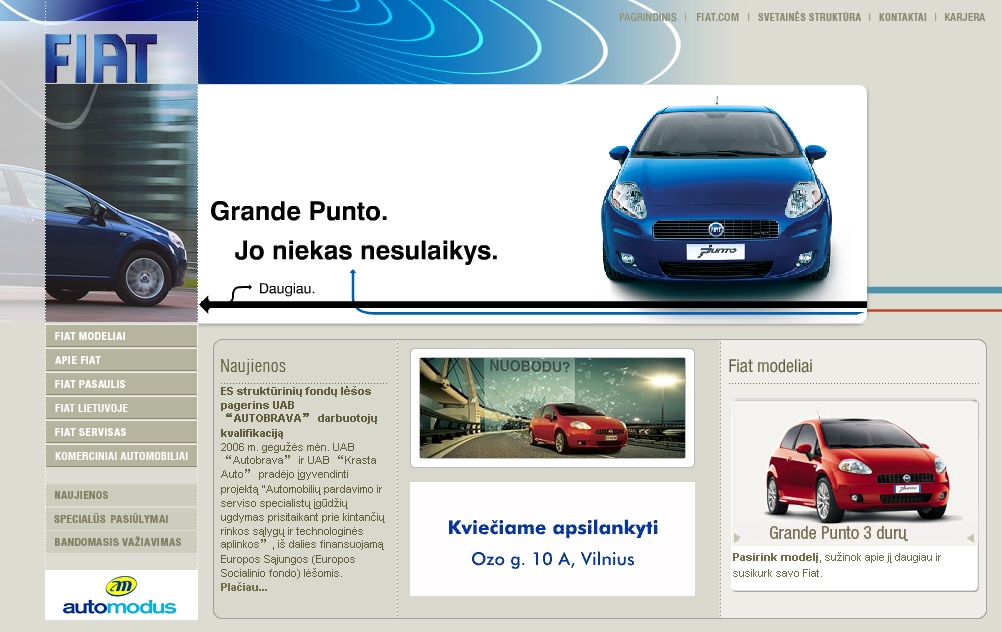 PAGRINDINIS | FIAT.COM | SVETAINĖS STRUKTŪRA | KONTAKTAI | KARJERA
FIAT
Grande Punto.
Jo niekas nesulaikys.
Daugiau.
FIAT
Punto
FIAT MODELIAI
APIE FIAT
FIAT PASAULIS
FIAT LIETUVOJE
FIAT SERVISAS
KOMERCINIAI AUTOMOBILIAI
NAUJIENOS
SPECIALŪS PASIŪLYMAI
BANDOMASIS VAŽIAVIMAS
automodus
Naujienos
ES struktūrinių fondų lėšos
pagerins UAB
“AUTOBRAVA” darbuotojų
kvalifikaciją
2006 m. gegužės mėn. UAB
“Autobrava” ir UAB “Krasta
Auto” pradėjo įgyvendinti
projektą "Automobilių pardavimo ir
serviso specialistų įgūdžių
ugdymas prisitaikant prie kintančių
rinkos sąlygų ir technologinės
aplinkos”, iš dalies finansuojamą
Europos Sąjungos (Europos
Socialinio fondo) lėšomis.
Plačiau...
NUOBODU?
Kviečiame apsilankyti
Ozo g. 10 A, Vilnius
Fiat modeliai
Grande Punto 3 durų
Pasirink modelį, sužinok apie jį daugiau ir
susikurk savo Fiat.